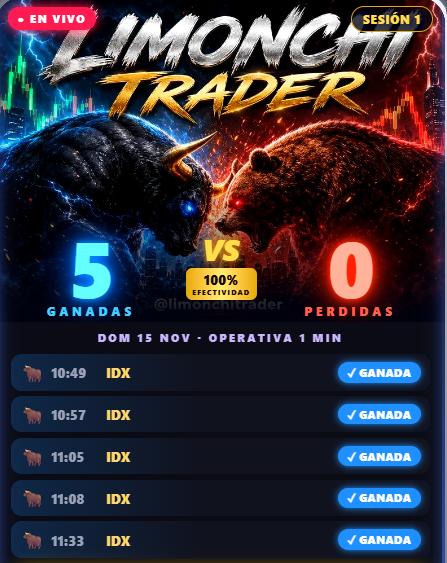 • EN VIVO
SESIÓN 1
LIMONCHI
TRADER
5
VS
0
100%
EFECTIVIDAD
@limonchitrader
GANADAS
PERDIDAS
DOM 15 NOV - OPERATIVA 1 MIN
10:49 IDX ✓ GANADA
10:57 IDX ✓ GANADA
11:05 IDX ✓ GANADA
11:08 IDX ✓ GANADA
11:33 IDX ✓ GANADA